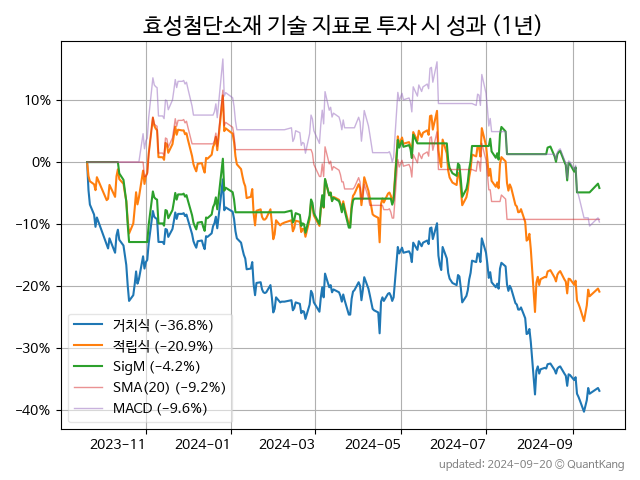 효성첨단소재 기술 지표로 투자 시 성과 (1년)
10%
0%
−10%
−20%
−30%
−40%
거치식 (−36.8%)
적립식 (−20.9%)
SigM (−4.2%)
SMA(20) (−9.2%)
MACD (−9.6%)
2023−11
2024−01
2024−03
2024−05
2024−07
2024−09
updated: 2024−09−20 @ QuantKang